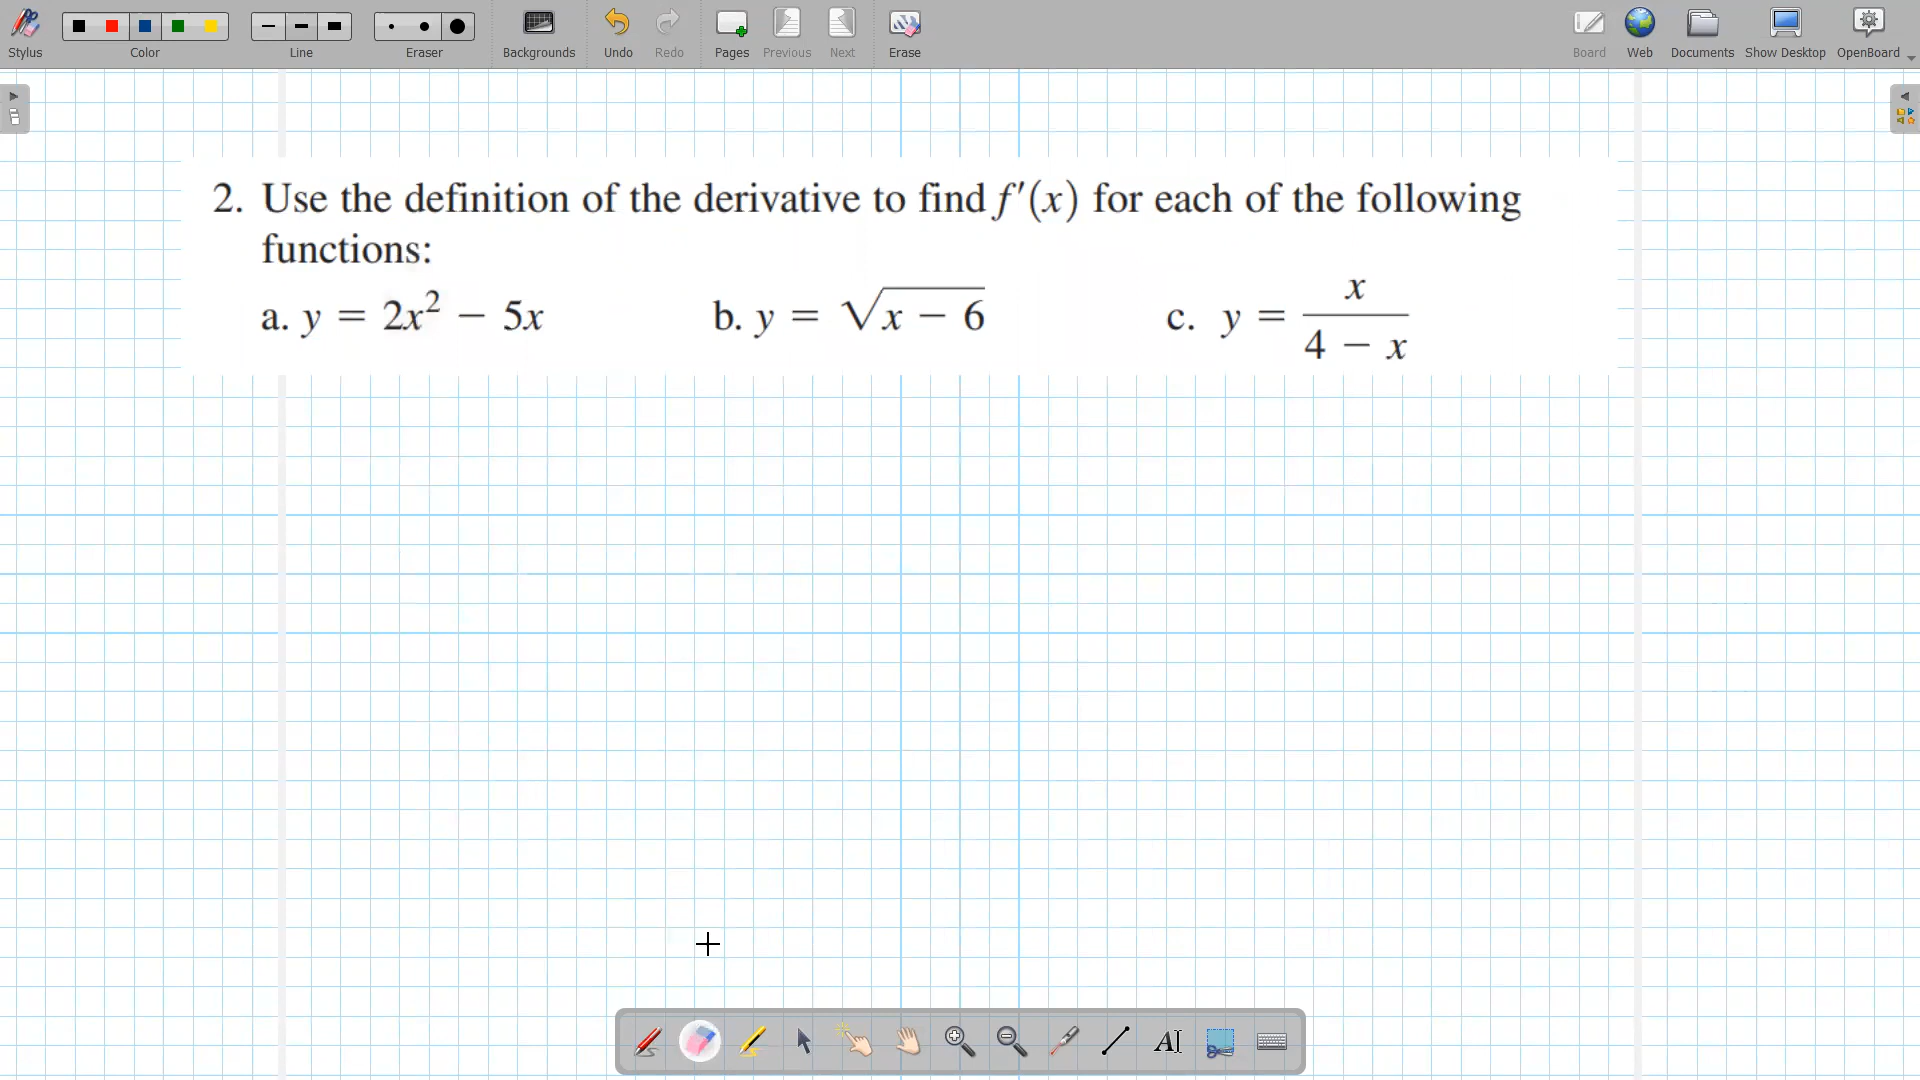 Stylus Color Line Eraser Backgrounds Undo Redo Pages Previous Next Erase Board Web Documents Show Desktop OpenBoard
2. Use the definition of the derivative to find f′(x) for each of the following
functions:
a. y = 2x² − 5x b. y = √(x − 6) c. y = x/(4 − x)